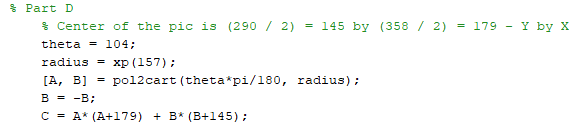 % Part D
% Center of the pic is (290 / 2) = 145 by (358 / 2) = 179 - Y by X
theta = 104;
radius = xp(157);
[A, B] = pol2cart(theta*pi/180, radius);
B = -B;
C = A*(A+179) + B*(B+145);